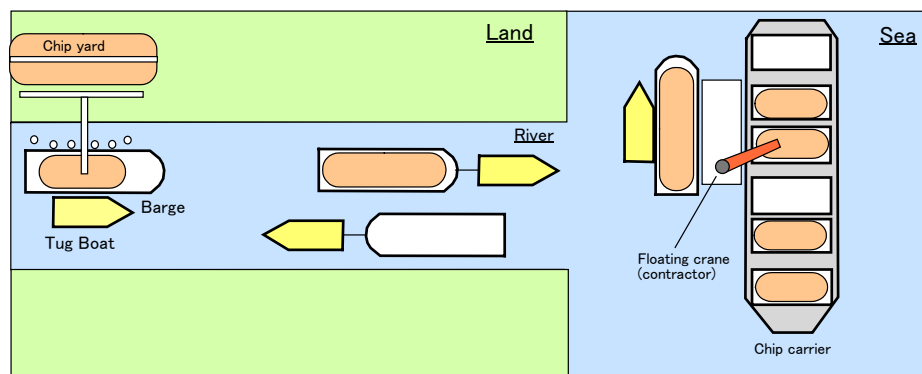 Chip yard
Land
Sea
River
Barge
Tug Boat
Floating crane
(contractor)
Chip carrier